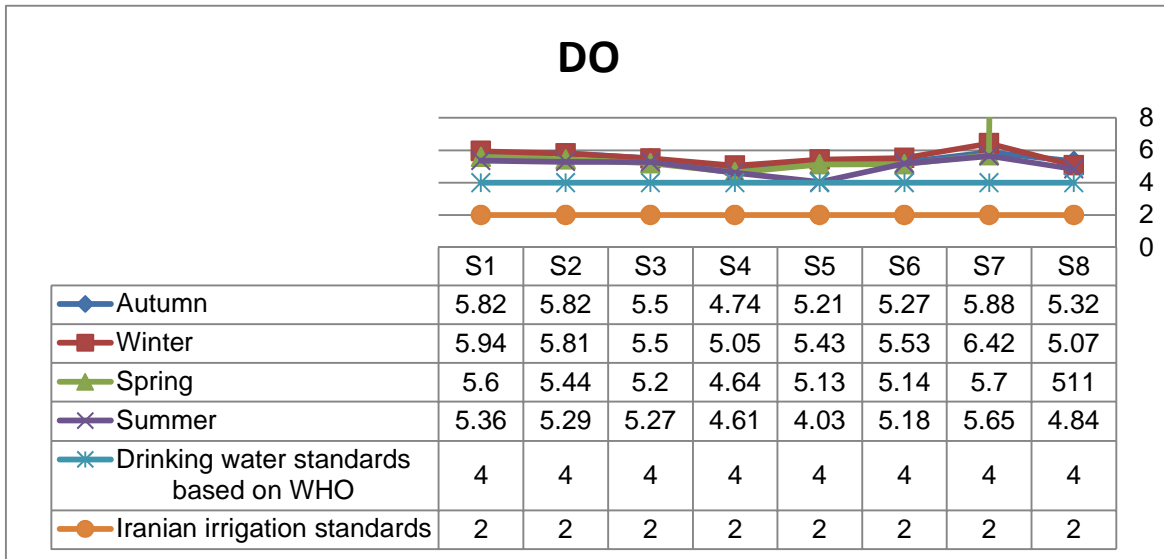 DO
8
6
4
2
0
S1 S2 S3 S4 S5 S6 S7 S8
Autumn 5.82 5.82 5.5 4.74 5.21 5.27 5.88 5.32
Winter 5.94 5.81 5.5 5.05 5.43 5.53 6.42 5.07
Spring 5.6 5.44 5.2 4.64 5.13 5.14 5.7 511
Summer 5.36 5.29 5.27 4.61 4.03 5.18 5.65 4.84
Drinking water standards
based on WHO 4 4 4 4 4 4 4 4
Iranian irrigation standards 2 2 2 2 2 2 2 2